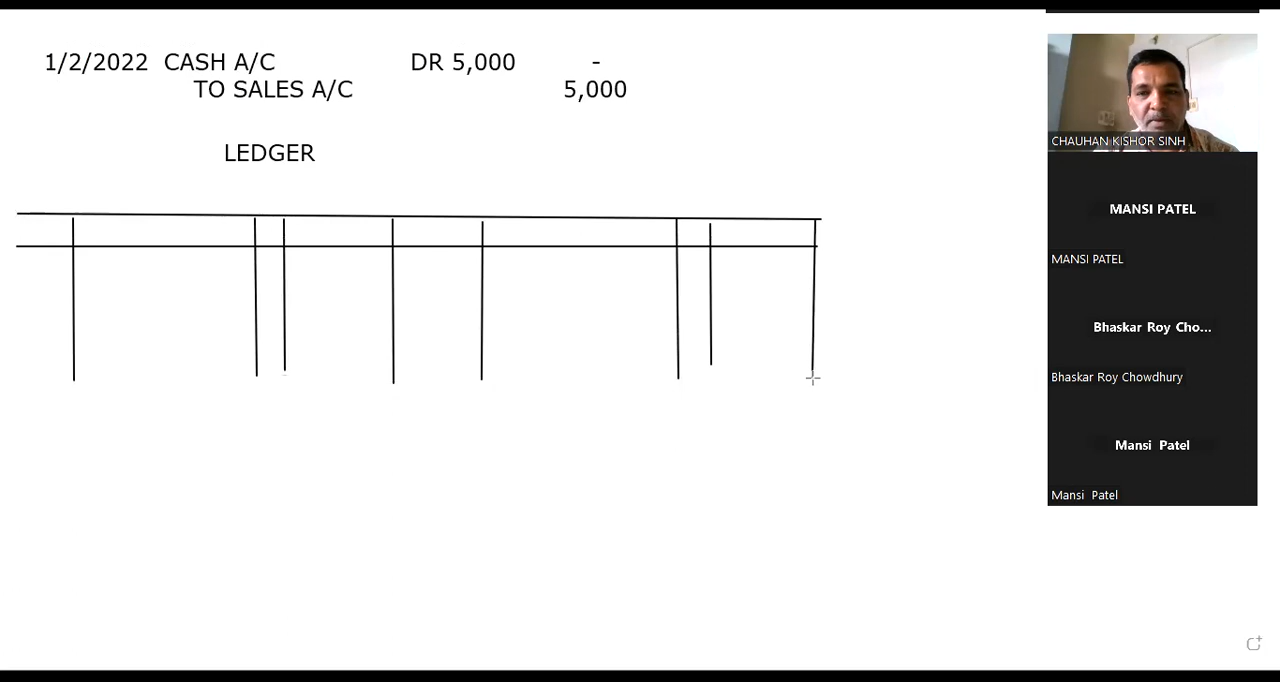 1/2/2022 CASH A/C DR 5,000 -
TO SALES A/C 5,000
LEDGER
CHAUHAN KISHOR SINH
MANSI PATEL
MANSI PATEL
Bhaskar Roy Cho...
Bhaskar Roy Chowdhury
Mansi Patel
Mansi Patel